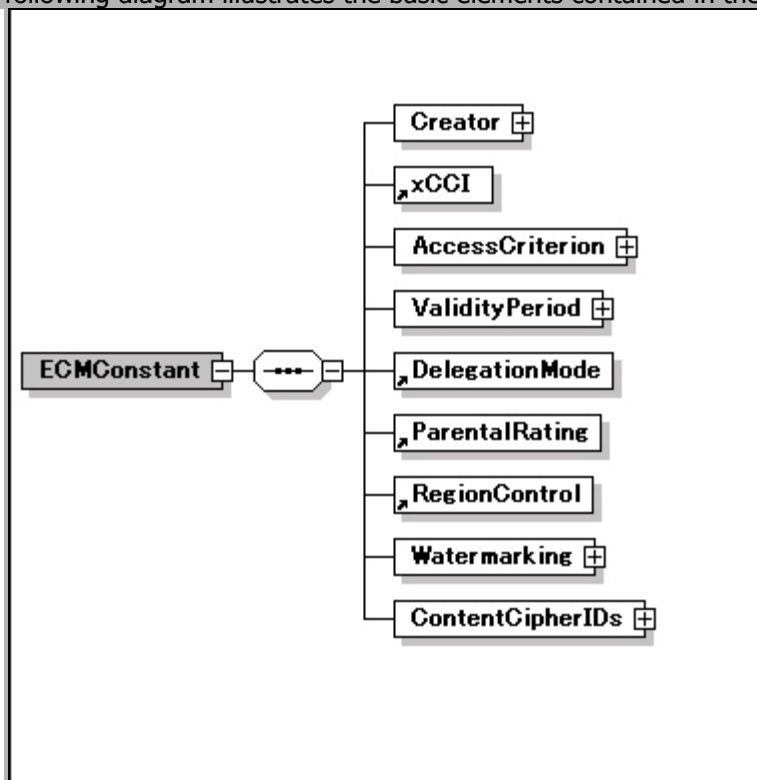 following diagram illustrates the basic elements contained in the
Creator
xCCI
AccessCriterion
ValidityPeriod
ECMConstant
DelegationMode
ParentalRating
RegionControl
Watermarking
ContentCipherIDs